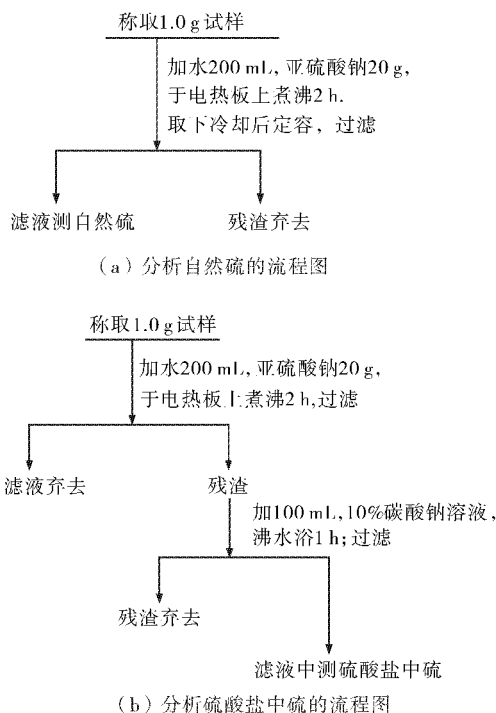 称取1.0 g试样
加水200 mL, 亚硫酸钠20 g,
于电热板上煮沸2 h.
取下冷却后定容，过滤
滤液测自然硫
残渣弃去
（a）分析自然硫的流程图
称取1.0 g试样
加水200 mL, 亚硫酸钠20 g,
于电热板上煮沸2 h,过滤
滤液弃去
残渣
加100 mL, 10%碳酸钠溶液,
沸水浴1 h; 过滤
残渣弃去
滤液中测硫酸盐中硫
（b）分析硫酸盐中硫的流程图